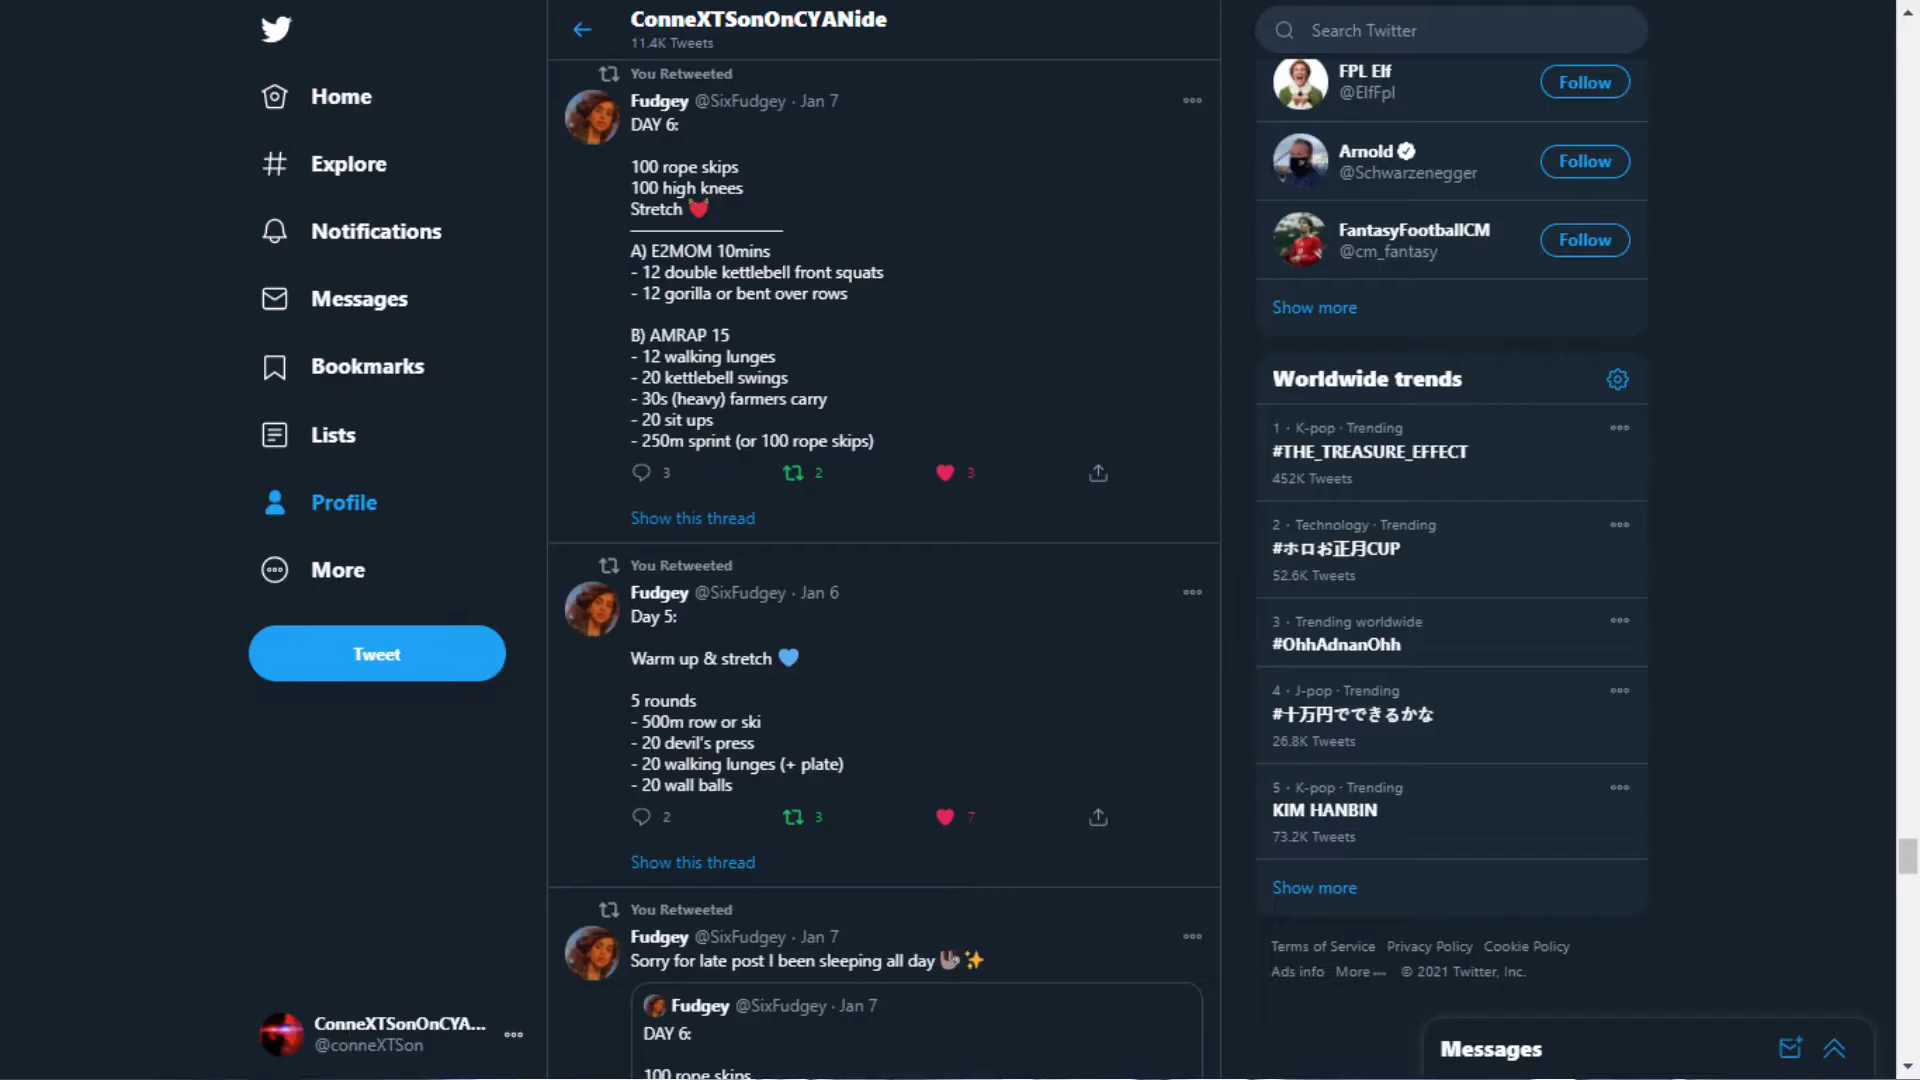 Home
Explore
Notifications
Messages
Bookmarks
Lists
Profile
More
Tweet
ConneXTSonOnCYA...
@conneXTSon
ConneXTSonOnCYANide
11.4K Tweets
You Retweeted
Fudgey @SixFudgey · Jan 7
DAY 6:
100 rope skips
100 high knees
Stretch 💓
A) E2MOM 10mins
- 12 double kettlebell front squats
- 12 gorilla or bent over rows
B) AMRAP 15
- 12 walking lunges
- 20 kettlebell swings
- 30s (heavy) farmers carry
- 20 sit ups
- 250m sprint (or 100 rope skips)
3 2 3
Show this thread
You Retweeted
Fudgey @SixFudgey · Jan 6
Day 5:
Warm up & stretch 💙
5 rounds
- 500m row or ski
- 20 devil's press
- 20 walking lunges (+ plate)
- 20 wall balls
2 3 7
Show this thread
You Retweeted
Fudgey @SixFudgey · Jan 7
Sorry for late post I been sleeping all day 🦥✨
Fudgey @SixFudgey · Jan 7
DAY 6:
100 rope skips
Search Twitter
FPL Elf
@ElfFpl
Follow
Arnold
@Schwarzenegger
Follow
FantasyFootballCM
@cm_fantasy
Follow
Show more
Worldwide trends
1 · K-pop · Trending
#THE_TREASURE_EFFECT
452K Tweets
2 · Technology · Trending
#ホロお正月CUP
52.6K Tweets
3 · Trending worldwide
#OhhAdnanOhh
4 · J-pop · Trending
#十万円でできるかな
26.8K Tweets
5 · K-pop · Trending
KIM HANBIN
73.2K Tweets
Show more
Terms of Service Privacy Policy Cookie Policy
Ads info More © 2021 Twitter, Inc.
Messages